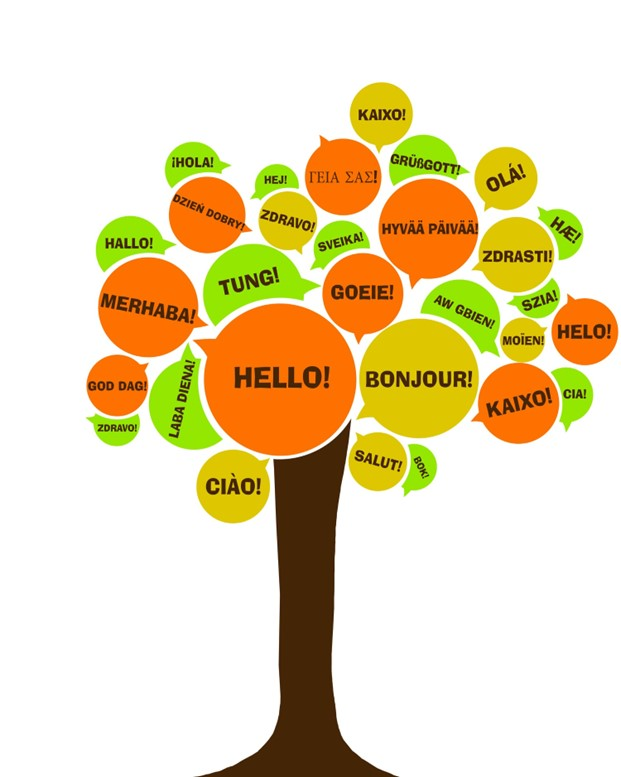 KAIXO!
¡HOLA!
HEJ!
ΓΕΙΑ ΣΑΣ!
GRÜßGOTT!
OLÁ!
DZIEŃ DOBRY!
ZDRAVO!
HYVÄÄ PÄIVÄÄ!
HÆ!
HALLO!
SVEIKA!
ZDRASTI!
TUNG!
GOEIE!
AW GBIEN!
SZIA!
MERHABA!
MOÏEN!
HELO!
GOD DAG!
LABA DIENA!
HELLO!
BONJOUR!
KAIXO!
CIA!
ZDRAVO!
CIÀO!
SALUT!
BOK!